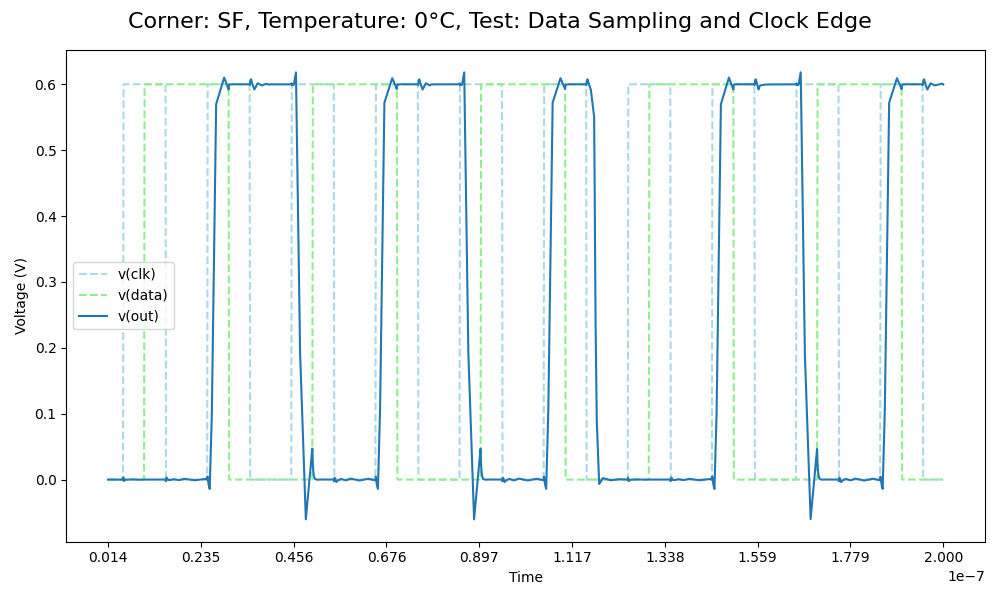 Corner: SF, Temperature: 0°C, Test: Data Sampling and Clock Edge
0.6
0.5
0.4
0.3
0.2
0.1
0.0
Voltage (V)
v(clk)
v(data)
v(out)
0.014 0.235 0.456 0.676 0.897 1.117 1.338 1.559 1.779 2.000
1e−7
Time